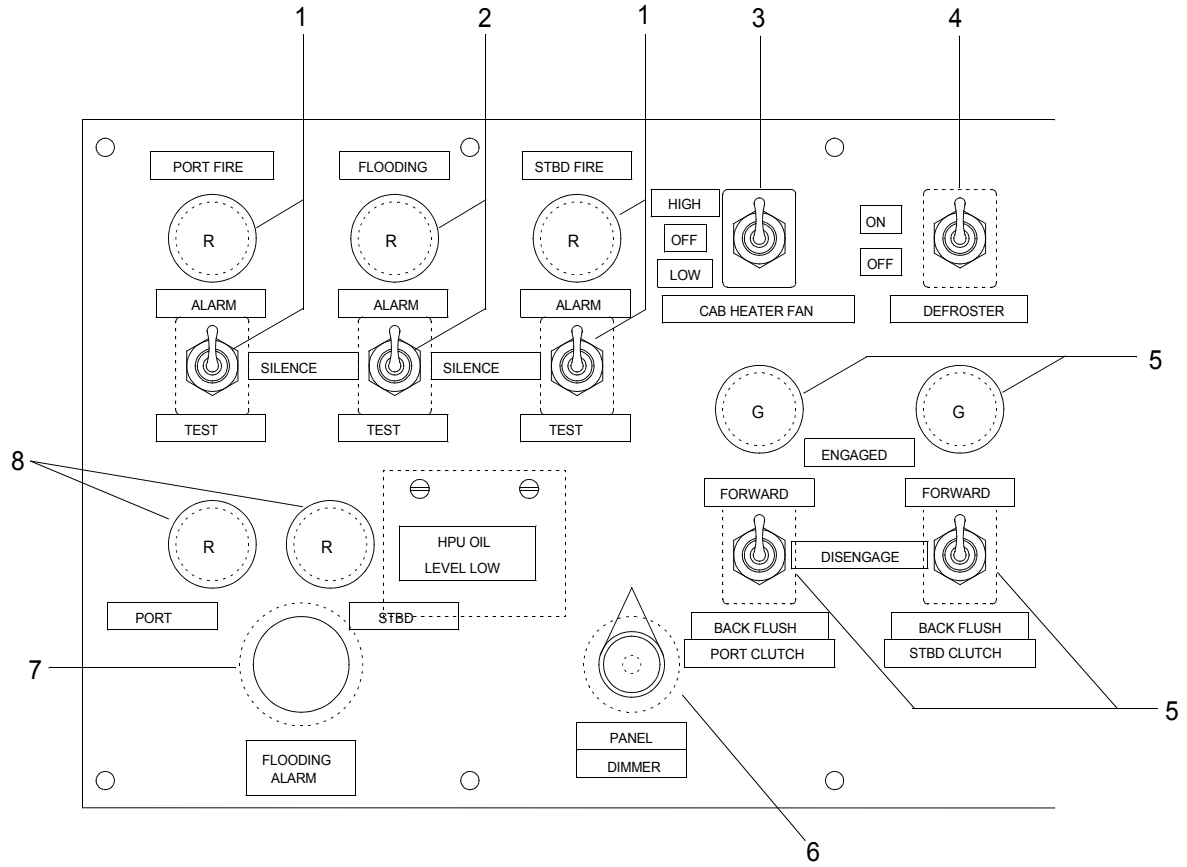 1 2 1 3 4
PORT FIRE FLOODING STBD FIRE
HIGH
R R R ON
OFF
OFF
LOW
ALARM ALARM ALARM CAB HEATER FAN DEFROSTER
SILENCE SILENCE
5
G G
TEST TEST TEST
ENGAGED
8
FORWARD FORWARD
R R
HPU OIL
LEVEL LOW
DISENGAGE
PORT STBD
BACK FLUSH BACK FLUSH
PORT CLUTCH STBD CLUTCH
7
5
PANEL
DIMMER
FLOODING
ALARM
6